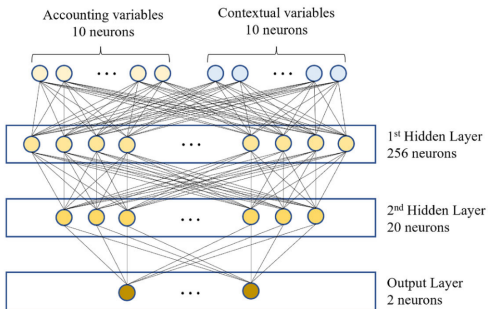 Accounting variables
10 neurons
Contextual variables
10 neurons
1st Hidden Layer
256 neurons
2nd Hidden Layer
20 neurons
Output Layer
2 neurons